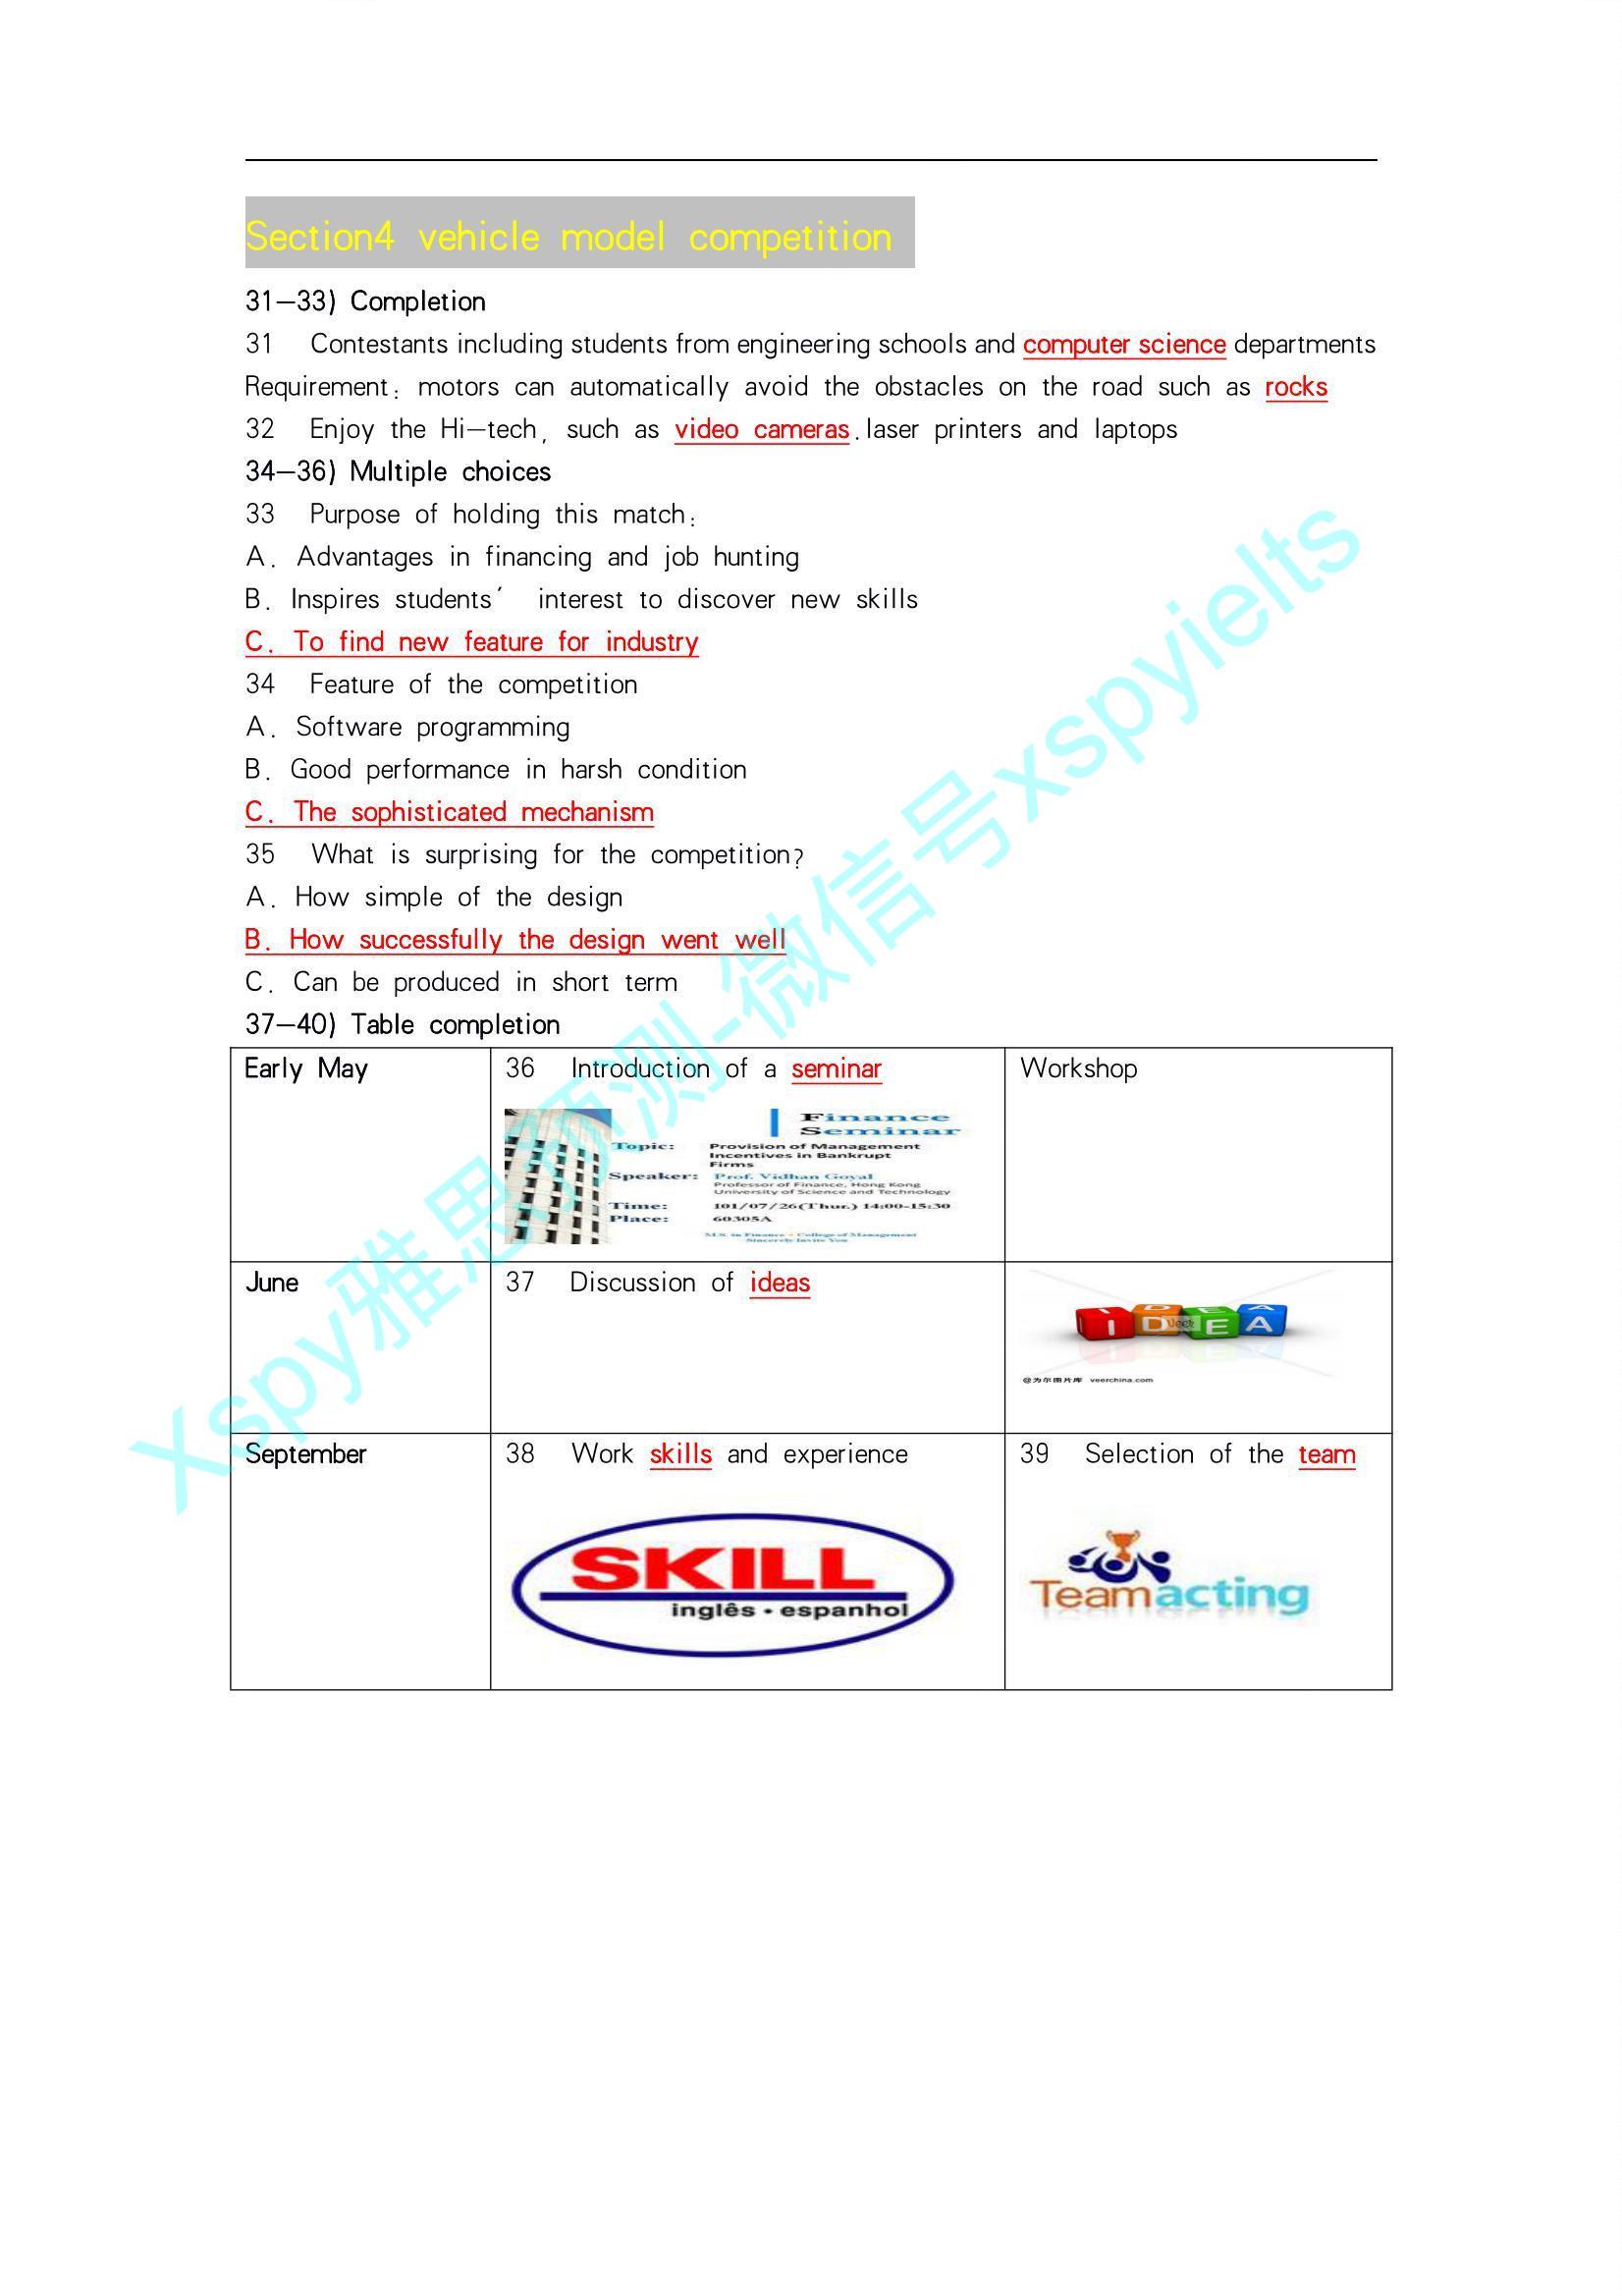 Section4 vehicle model competition
31-33) Completion
31 Contestants including students from engineering schools and computer science departments
Requirement: motors can automatically avoid the obstacles on the road such as rocks
32 Enjoy the Hi-tech, such as video cameras.laser printers and laptops
34-36) Multiple choices
33 Purpose of holding this match:
A. Advantages in financing and job hunting
B. Inspires students' interest to discover new skills
C. To find new feature for industry
34 Feature of the competition
A. Software programming
B. Good performance in harsh condition
C. The sophisticated mechanism
35 What is surprising for the competition?
A. How simple of the design
B. How successfully the design went well
C. Can be produced in short term
37-40) Table completion
Early May
36 Introduction of a seminar
Workshop
Finance
Seminar
Topic: Provision of Management
Incentives in Bankrupt
Firms
Speaker: Prof. Vidhan Goyal
Professor of Finance, Hong Kong
University of Science and Technology
Time: 101/07/26(Thur.) 14:00-15:30
Place: 60305A
M.S. in Finance - College of Management
Sincerely Invite You
June
37 Discussion of ideas
IDEA
IDEA
@为尔图片库 veerchina.com
September
38 Work skills and experience
39 Selection of the team
SKILL
inglês • espanhol
Teamacting
Xspy雅思预测-微信号xspyielts